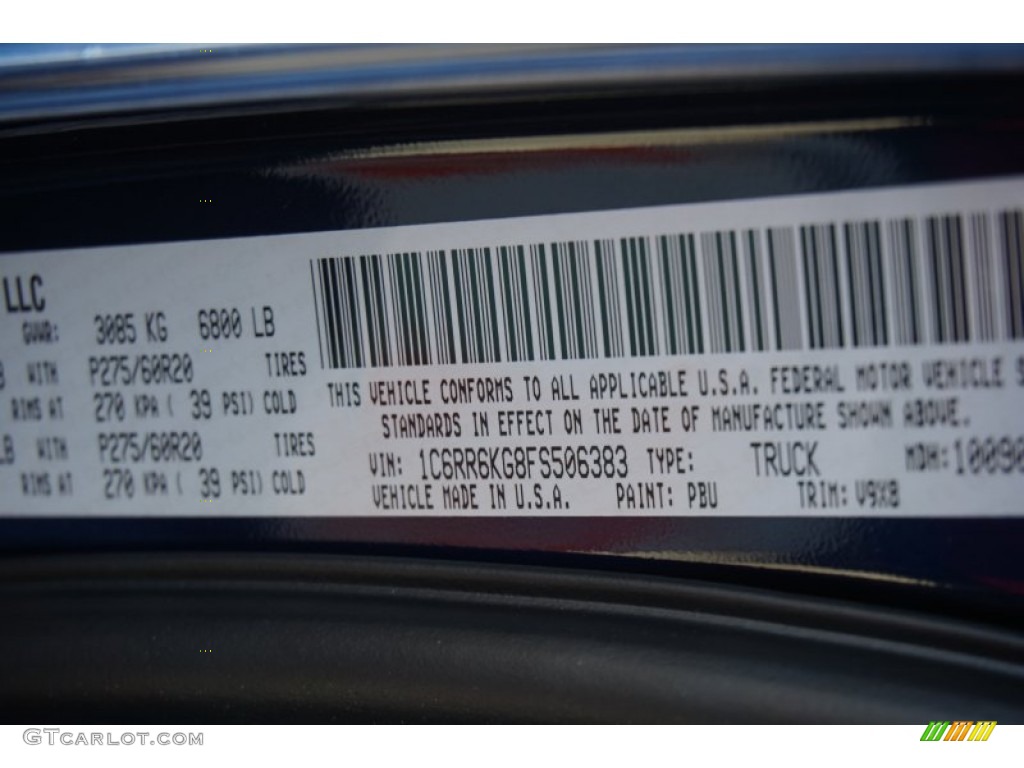 LLC
GVWR: 3085 KG 6800 LB
WITH P275/60R20 TIRES
RIMS AT 270 KPA ( 39 PSI) COLD
LB WITH P275/60R20 TIRES
RIMS AT 270 KPA ( 39 PSI) COLD
THIS VEHICLE CONFORMS TO ALL APPLICABLE U.S.A. FEDERAL MOTOR VEHICLE S
STANDARDS IN EFFECT ON THE DATE OF MANUFACTURE SHOWN ABOVE.
VIN: 1C6RR6KG8FS506383 TYPE: TRUCK MDH: 10090
VEHICLE MADE IN U.S.A. PAINT: PBU TRIM: V9X8
GTCARLOT.COM